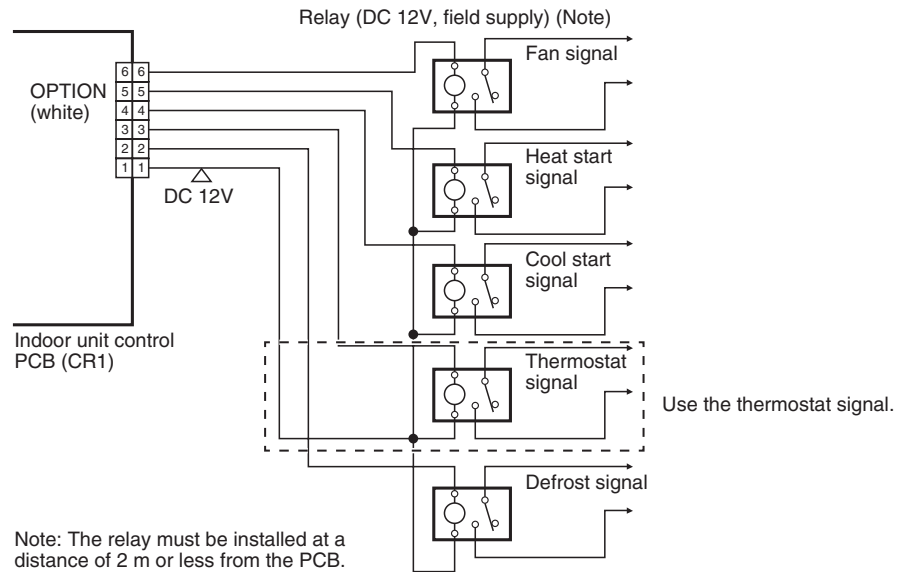 Relay (DC 12V, field supply) (Note)
Fan signal
OPTION
(white)
6 6
5 5
4 4
3 3
2 2
1 1
DC 12V
Heat start
signal
Cool start
signal
Indoor unit control
PCB (CR1)
Thermostat
signal
Use the thermostat signal.
Defrost signal
Note: The relay must be installed at a
distance of 2 m or less from the PCB.